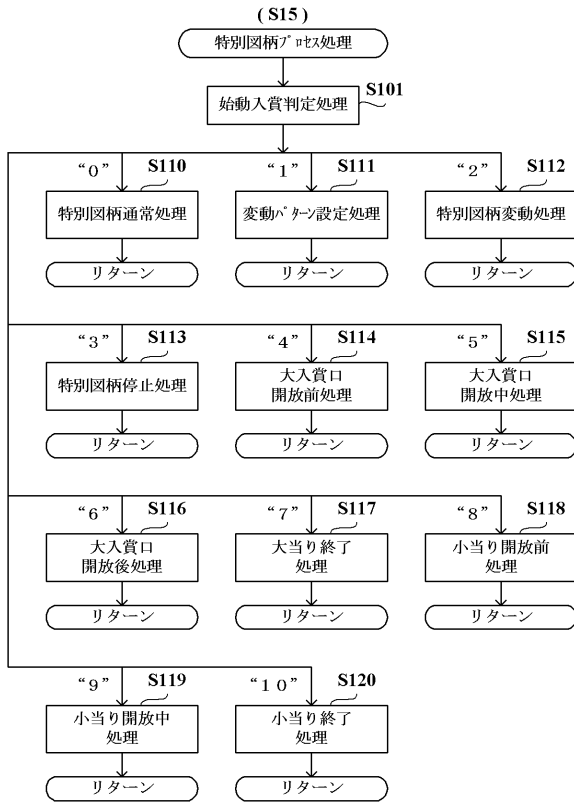 (S15)
特別図柄ﾌﾟﾛｾｽ処理
S101
始動入賞判定処理
“０” S110 “１” S111 “２” S112
特別図柄通常処理 変動ﾊﾟﾀｰﾝ設定処理 特別図柄変動処理
リターン リターン リターン
“３” S113 “４” S114 “５” S115
特別図柄停止処理
大入賞口
開放前処理
大入賞口
開放中処理
リターン リターン リターン
“６” S116 “７” S117 “８” S118
大入賞口
開放後処理
大当り終了
処理
小当り開放前
処理
リターン リターン リターン
“９” S119 “１０” S120
小当り開放中
処理
小当り終了
処理
リターン リターン